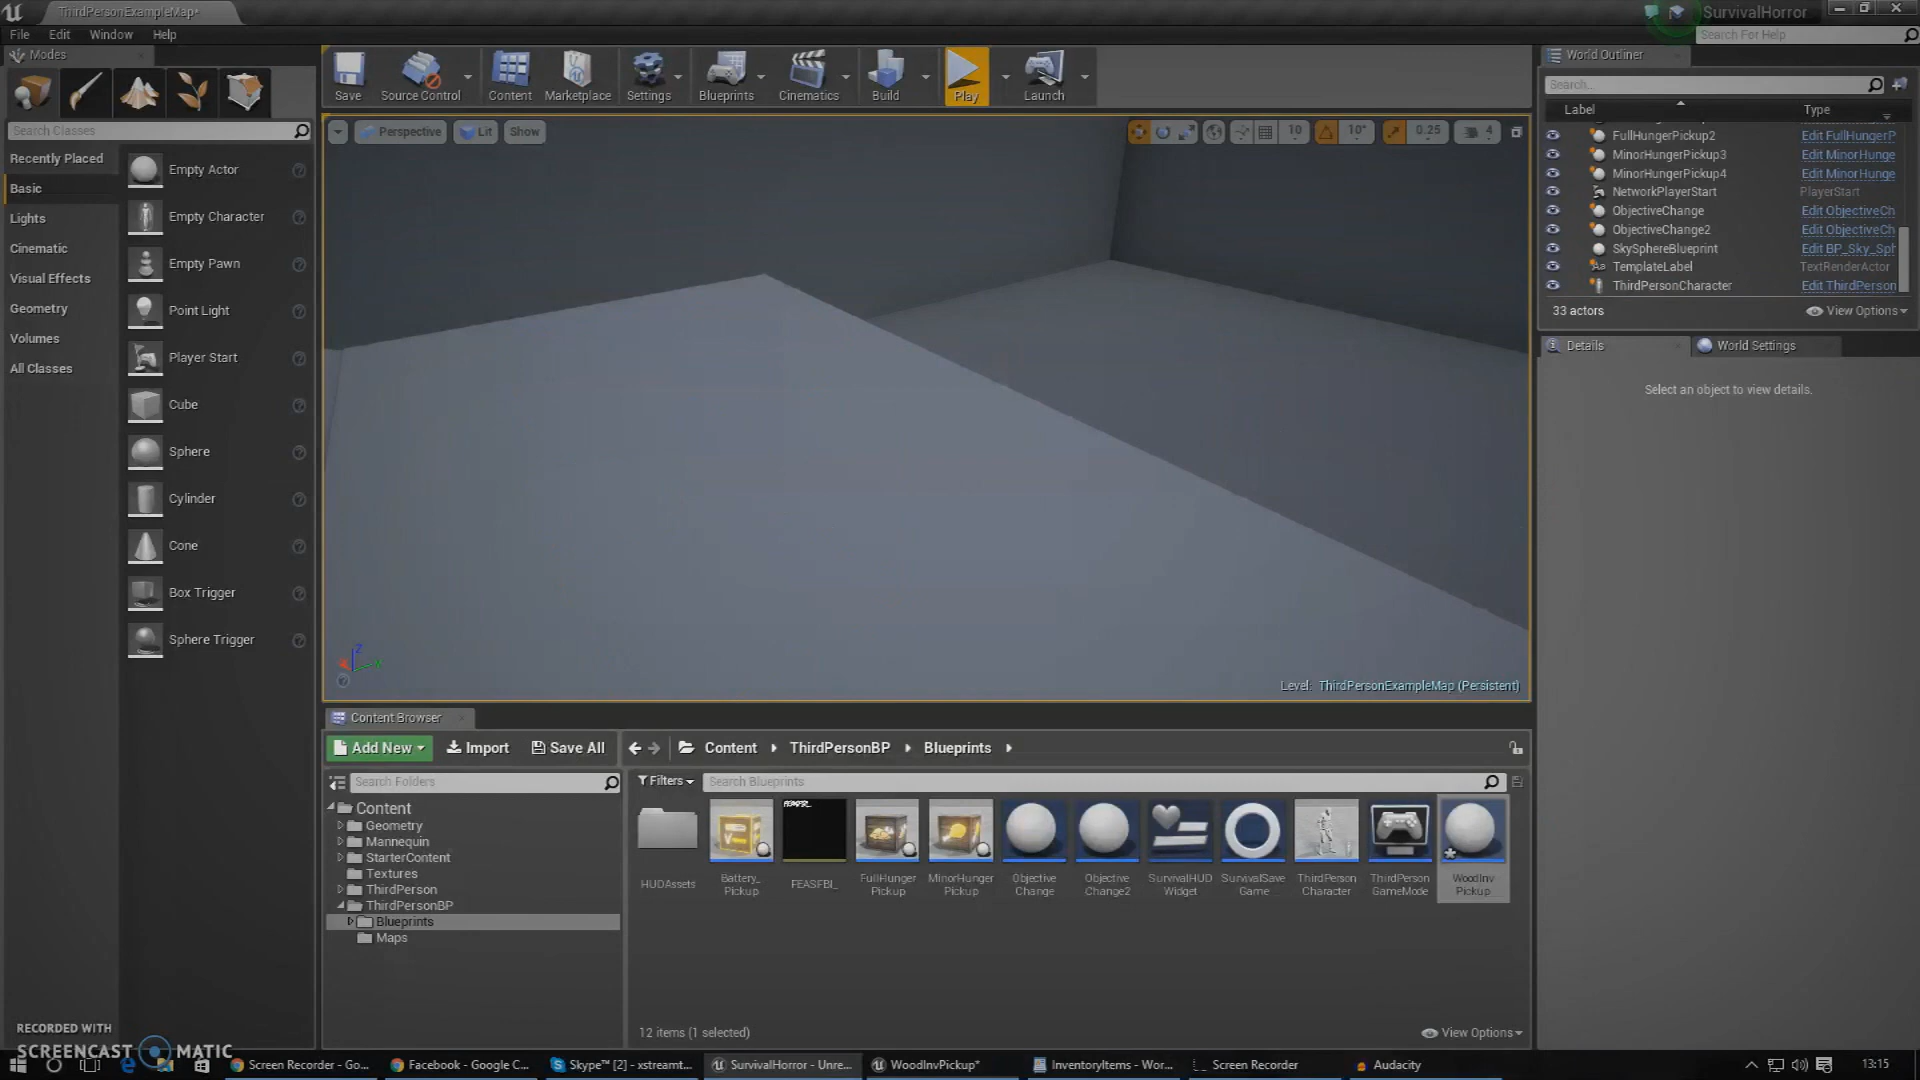 ThirdPersonExampleMap*
SurvivalHorror
File Edit Window Help
Search For Help
Modes
Save
Source Control
Content
Marketplace
Settings
Blueprints
Cinematics
Build
Play
Launch
World Outliner
Search...
Label Type
Search Classes
Perspective
Lit
Show
10
10°
0.25
4
Recently Placed
Basic
Lights
Cinematic
Visual Effects
Geometry
Volumes
All Classes
Empty Actor
Empty Character
Empty Pawn
Point Light
Player Start
Cube
Sphere
Cylinder
Cone
Box Trigger
Sphere Trigger
FullHungerPickup2 Edit FullHungerP
MinorHungerPickup3 Edit MinorHunge
MinorHungerPickup4 Edit MinorHunge
NetworkPlayerStart PlayerStart
ObjectiveChange Edit ObjectiveCh
ObjectiveChange2 Edit ObjectiveCh
SkySphereBlueprint Edit BP_Sky_Sph
TemplateLabel TextRenderActor
ThirdPersonCharacter Edit ThirdPerson
33 actors
View Options
Details
World Settings
Select an object to view details.
Z
Level: ThirdPersonExampleMap (Persistent)
Content Browser
Add New
Import
Save All
Content
ThirdPersonBP
Blueprints
Search Folders
Filters
Search Blueprints
Content
Geometry
Mannequin
StarterContent
Textures
ThirdPerson
ThirdPersonBP
Blueprints
Maps
HUDAssets
Battery_
Pickup
FEASFBI_
FullHunger
Pickup
MinorHunger
Pickup
Objective
Change
Objective
Change2
SurvivalHUD
Widget
SurvivalSave
Game
ThirdPerson
Character
ThirdPerson
GameMode
WoodInv
Pickup
12 items (1 selected)
View Options
RECORDED WITH
SCREENCAST MATIC
Screen Recorder - Go...
Facebook - Google C...
Skype™ [2] - xstreamt...
SurvivalHorror - Unre...
WoodInvPickup*
InventoryItems - Wor...
Screen Recorder
Audacity
13:15